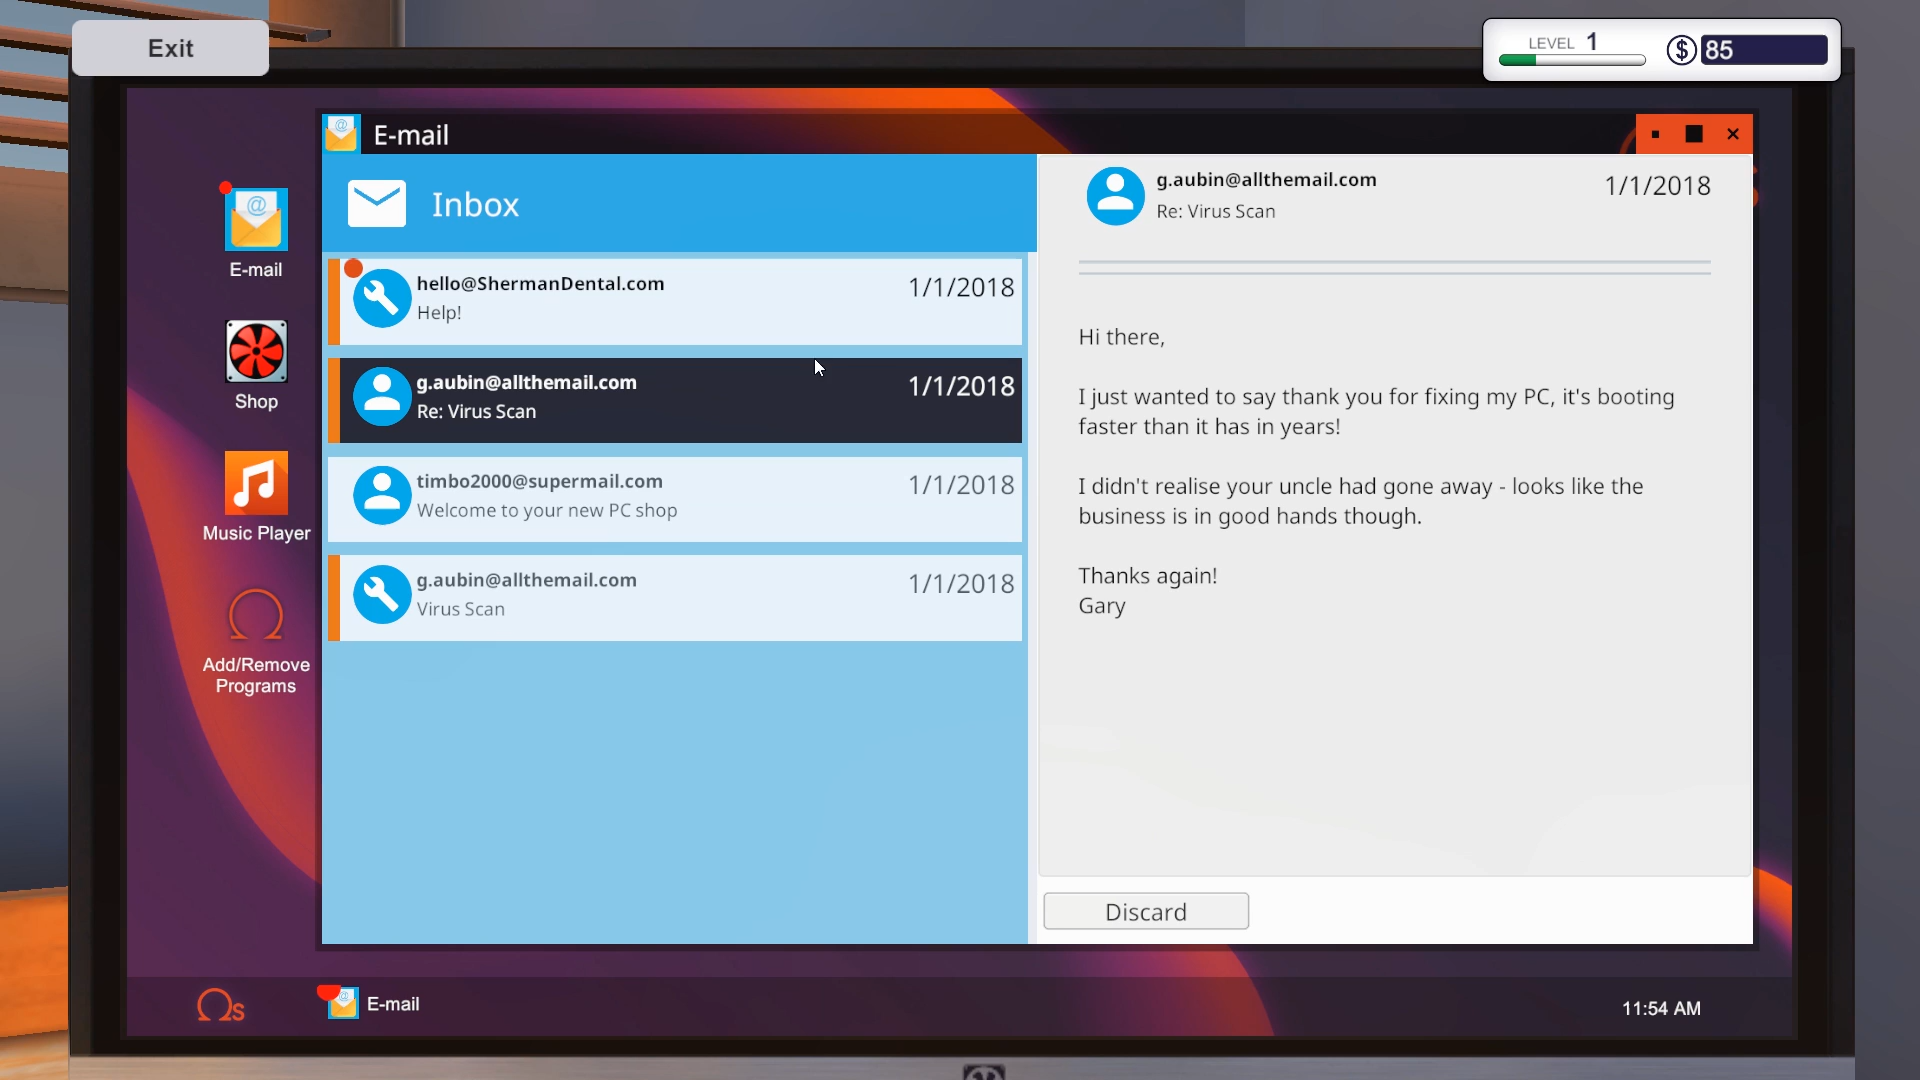 Exit
LEVEL 1
$ 85
E-mail
E-mail
Shop
Music Player
Add/Remove
Programs
Inbox
hello@ShermanDental.com
1/1/2018
Help!
g.aubin@allthemail.com
1/1/2018
Re: Virus Scan
timbo2000@supermail.com
1/1/2018
Welcome to your new PC shop
g.aubin@allthemail.com
1/1/2018
Virus Scan
g.aubin@allthemail.com
1/1/2018
Re: Virus Scan
Hi there,
I just wanted to say thank you for fixing my PC, it's booting
faster than it has in years!
I didn't realise your uncle had gone away - looks like the
business is in good hands though.
Thanks again!
Gary
Discard
Ωs
E-mail
11:54 AM